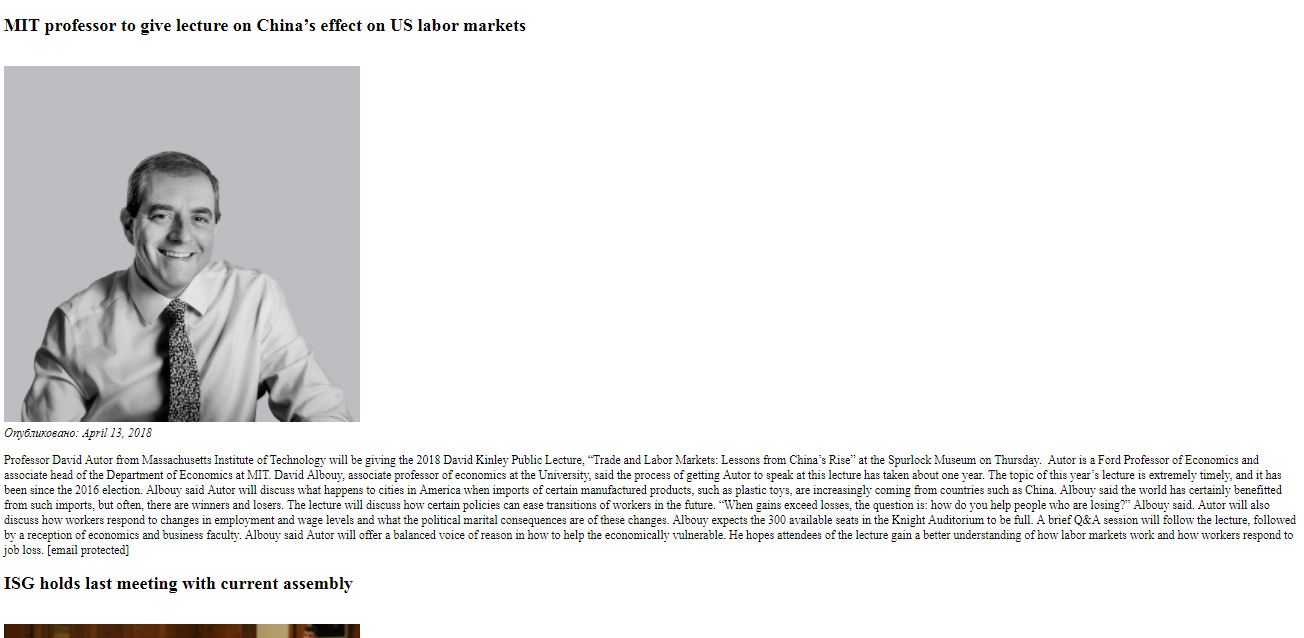 MIT professor to give lecture on China’s effect on US labor markets
Опубликовано: April 13, 2018
Professor David Autor from Massachusetts Institute of Technology will be giving the 2018 David Kinley Public Lecture, “Trade and Labor Markets: Lessons from China’s Rise” at the Spurlock Museum on Thursday.  Autor is a Ford Professor of Economics and
associate head of the Department of Economics at MIT. David Albouy, associate professor of economics at the University, said the process of getting Autor to speak at this lecture has taken about one year. The topic of this year’s lecture is extremely timely, and it has
been since the 2016 election. Albouy said Autor will discuss what happens to cities in America when imports of certain manufactured products, such as plastic toys, are increasingly coming from countries such as China. Albouy said the world has certainly benefitted
from such imports, but often, there are winners and losers. The lecture will discuss how certain policies can ease transitions of workers in the future. “When gains exceed losses, the question is: how do you help people who are losing?” Albouy said. Autor will also
discuss how workers respond to changes in employment and wage levels and what the political marital consequences are of these changes. Albouy expects the 300 available seats in the Knight Auditorium to be full. A brief Q&A session will follow the lecture, followed
by a reception of economics and business faculty. Albouy said Autor will offer a balanced voice of reason in how to help the economically vulnerable. He hopes attendees of the lecture gain a better understanding of how labor markets work and how workers respond to
job loss. [email protected]
ISG holds last meeting with current assembly